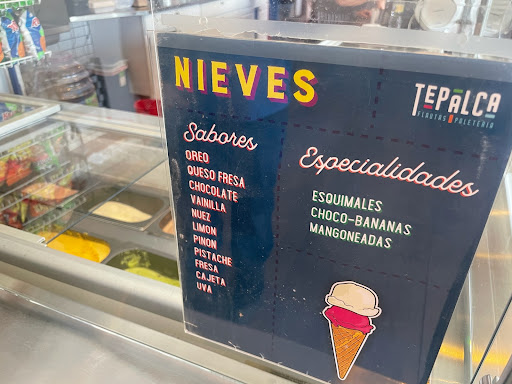 NIEVES
TEPALCA
FLAUTAS PALETERIA
Sabores
OREO
QUESO FRESA
CHOCOLATE
VAINILLA
NUEZ
LIMON
PIÑON
PISTACHE
FRESA
CAJETA
UVA
Especialidades
ESQUIMALES
CHOCO-BANANAS
MANGONEADAS